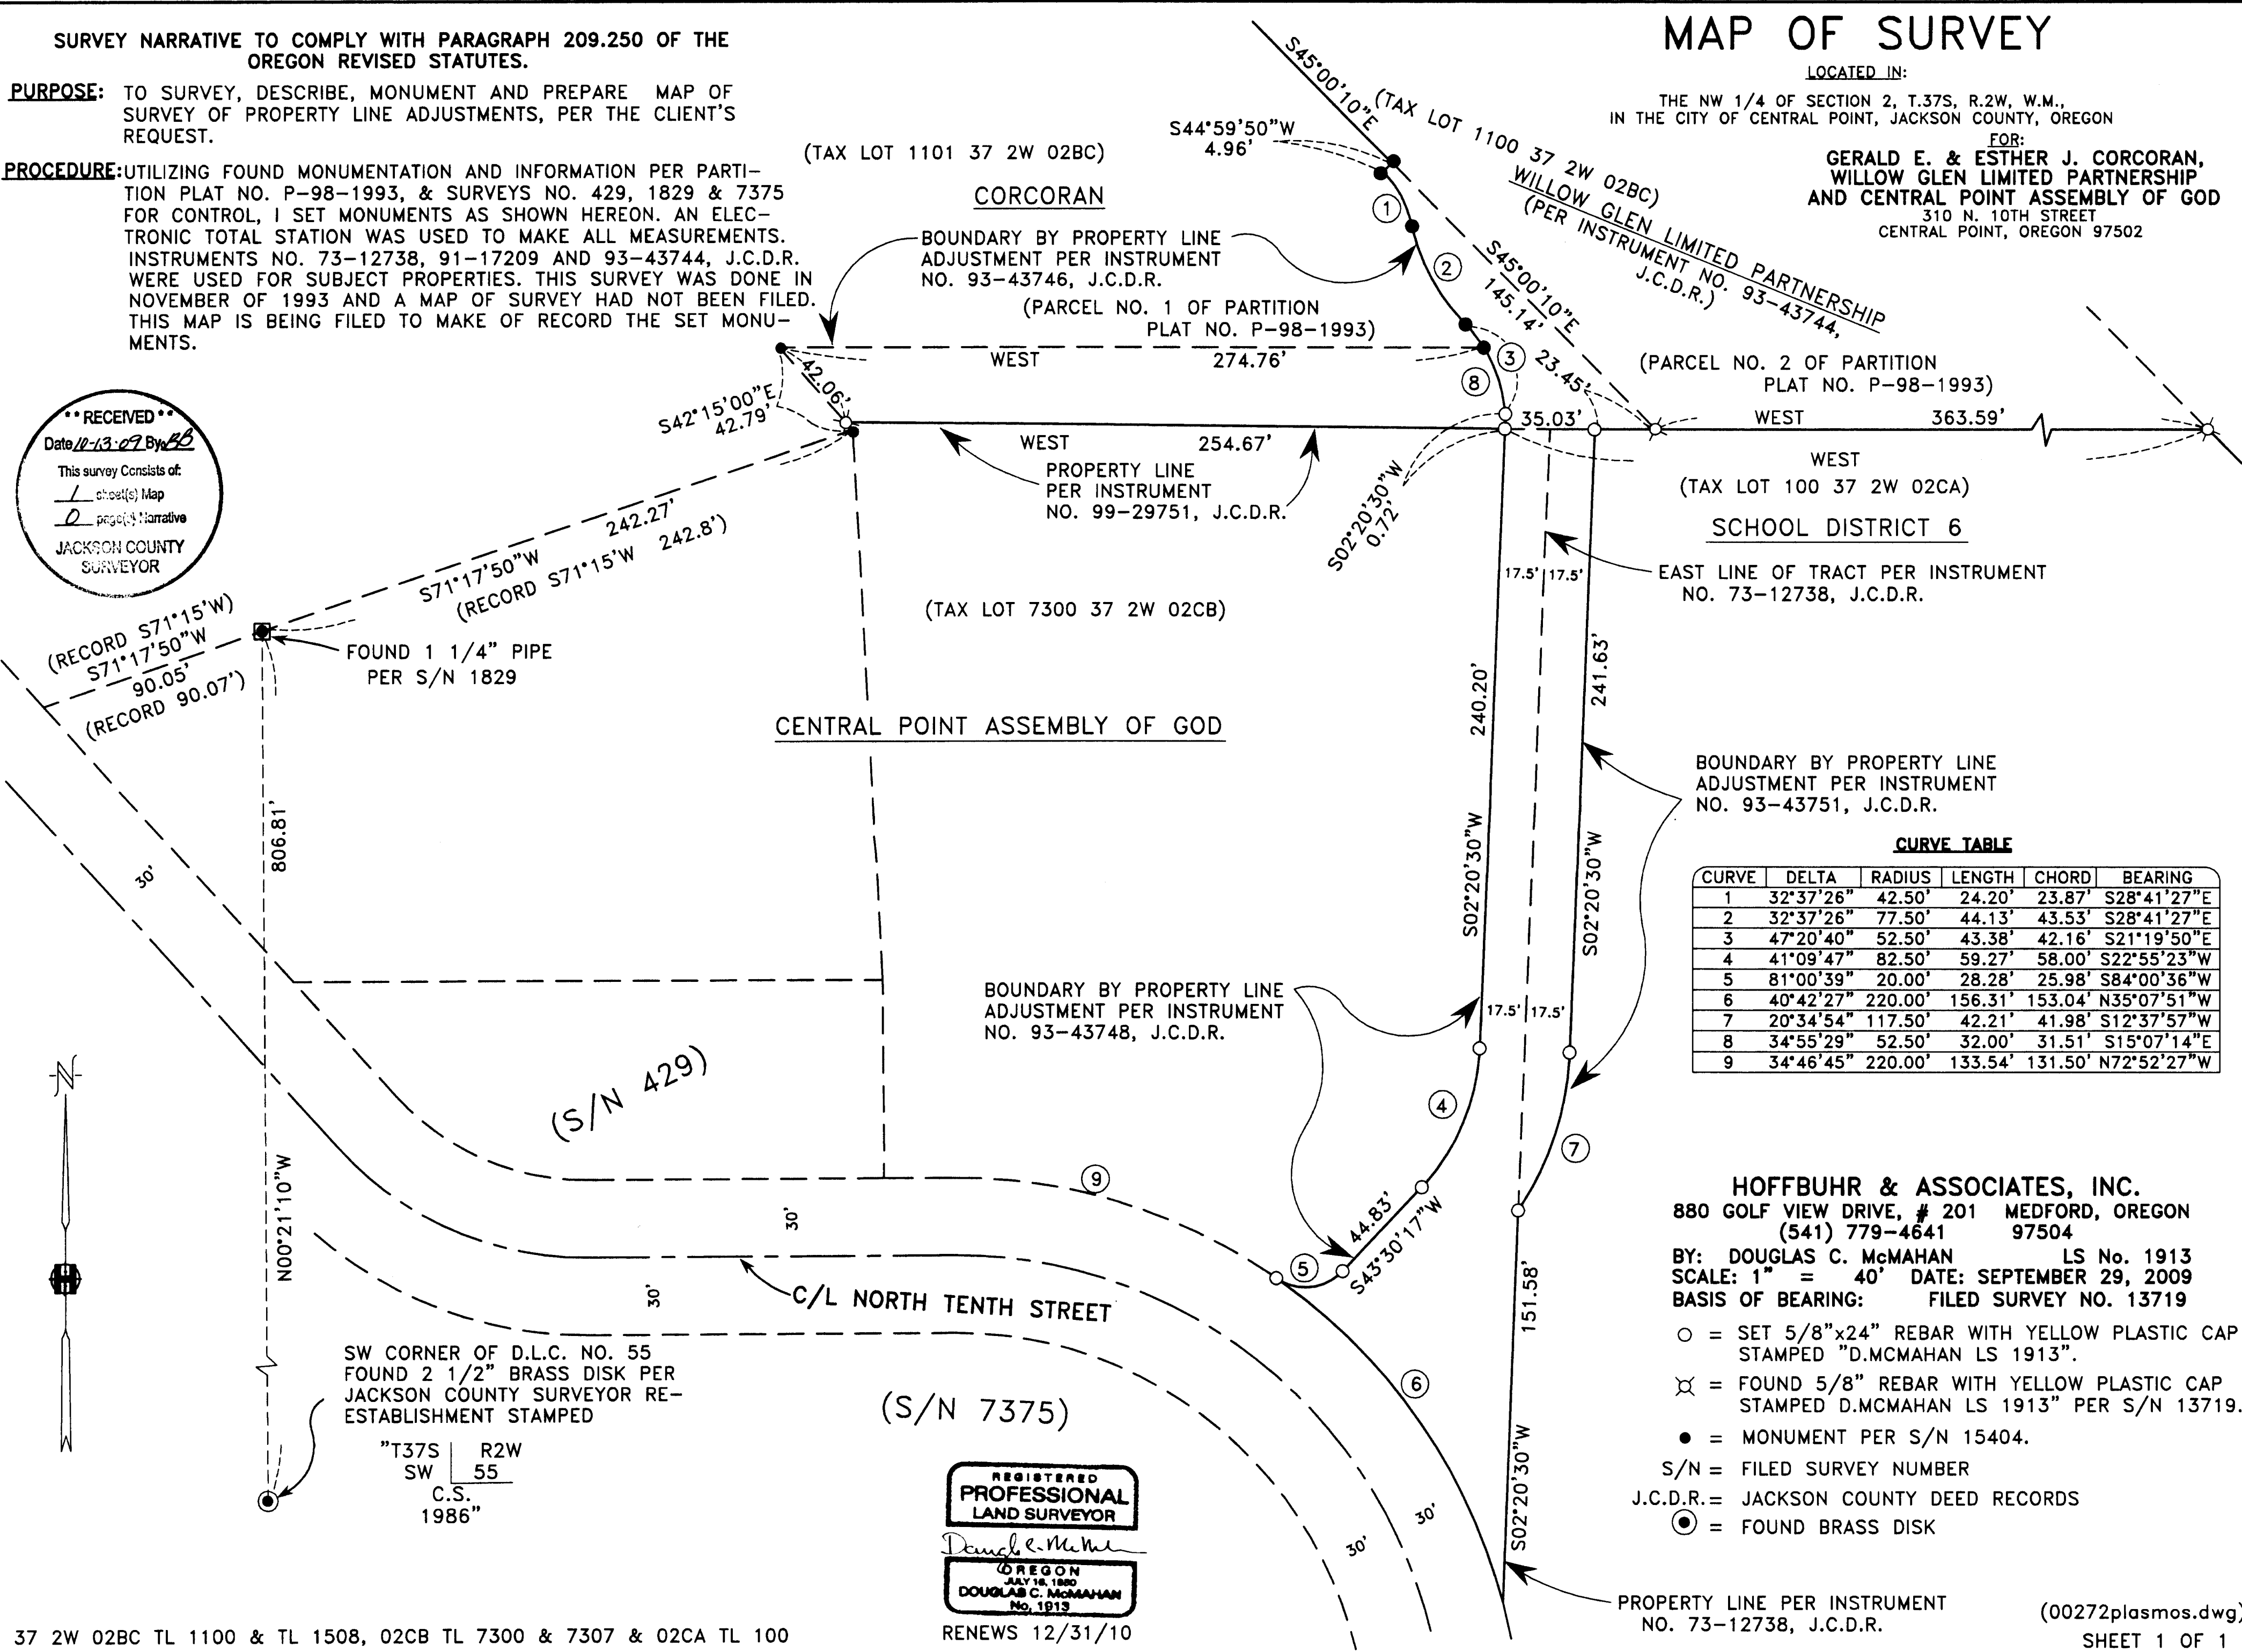 SURVEY NARRATIVE TO COMPLY WITH PARAGRAPH 209.250 OF THE
OREGON REVISED STATUTES.
PURPOSE: TO SURVEY, DESCRIBE, MONUMENT AND PREPARE MAP OF
SURVEY OF PROPERTY LINE ADJUSTMENTS, PER THE CLIENT'S
REQUEST.
PROCEDURE: UTILIZING FOUND MONUMENTATION AND INFORMATION PER PARTI-
TION PLAT NO. P-98-1993, & SURVEYS NO. 429, 1829 & 7375
FOR CONTROL, I SET MONUMENTS AS SHOWN HEREON. AN ELEC-
TRONIC TOTAL STATION WAS USED TO MAKE ALL MEASUREMENTS.
INSTRUMENTS NO. 73-12738, 91-17209 AND 93-43744, J.C.D.R.
WERE USED FOR SUBJECT PROPERTIES. THIS SURVEY WAS DONE IN
NOVEMBER OF 1993 AND A MAP OF SURVEY HAD NOT BEEN FILED.
THIS MAP IS BEING FILED TO MAKE OF RECORD THE SET MONU-
MENTS.
MAP OF SURVEY
LOCATED IN:
THE NW 1/4 OF SECTION 2, T.37S, R.2W, W.M.,
IN THE CITY OF CENTRAL POINT, JACKSON COUNTY, OREGON
FOR:
GERALD E. & ESTHER J. CORCORAN,
WILLOW GLEN LIMITED PARTNERSHIP
AND CENTRAL POINT ASSEMBLY OF GOD
310 N. 10TH STREET
CENTRAL POINT, OREGON 97502
S45°00'10"E
(TAX LOT 1100 37 2W 02BC)
WILLOW GLEN LIMITED PARTNERSHIP
(PER INSTRUMENT NO. 93-43744,
J.C.D.R.)
S44°59'50"W
4.96'
(TAX LOT 1101 37 2W 02BC)
CORCORAN
BOUNDARY BY PROPERTY LINE
ADJUSTMENT PER INSTRUMENT
NO. 93-43746, J.C.D.R.
(PARCEL NO. 1 OF PARTITION
PLAT NO. P-98-1993)
1
2
3
8
S45°00'10"E
145.14'
23.45'
(PARCEL NO. 2 OF PARTITION
PLAT NO. P-98-1993)
WEST 274.76'
42.06'
S42°15'00"E
42.79'
35.03'
WEST 363.59'
WEST 254.67'
WEST
(TAX LOT 100 37 2W 02CA)
SCHOOL DISTRICT 6
PROPERTY LINE
PER INSTRUMENT
NO. 99-29751, J.C.D.R.
S02°20'30"W
0.72'
EAST LINE OF TRACT PER INSTRUMENT
NO. 73-12738, J.C.D.R.
17.5' 17.5'
** RECEIVED **
Date 10-13-09 By BB
This survey Consists of:
1 sheet(s) Map
0 page(s) Narrative
JACKSON COUNTY
SURVEYOR
S71°17'50"W 242.27'
(RECORD S71°15'W 242.8')
(RECORD S71°15'W)
S71°17'50"W
90.05'
(RECORD 90.07')
FOUND 1 1/4" PIPE
PER S/N 1829
(TAX LOT 7300 37 2W 02CB)
CENTRAL POINT ASSEMBLY OF GOD
240.20'
S02°20'30"W
241.63'
S02°20'30"W
BOUNDARY BY PROPERTY LINE
ADJUSTMENT PER INSTRUMENT
NO. 93-43751, J.C.D.R.
806.81'
N00°21'10"W
30'
CURVE TABLE
CURVE DELTA RADIUS LENGTH CHORD BEARING
1 32°37'26" 42.50' 24.20' 23.87' S28°41'27"E
2 32°37'26" 77.50' 44.13' 43.53' S28°41'27"E
3 47°20'40" 52.50' 43.38' 42.16' S21°19'50"E
4 41°09'47" 82.50' 59.27' 58.00' S22°55'23"W
5 81°00'39" 20.00' 28.28' 25.98' S84°00'36"W
6 40°42'27" 220.00' 156.31' 153.04' N35°07'51"W
7 20°34'54" 117.50' 42.21' 41.98' S12°37'57"W
8 34°55'29" 52.50' 32.00' 31.51' S15°07'14"E
9 34°46'45" 220.00' 133.54' 131.50' N72°52'27"W
BOUNDARY BY PROPERTY LINE
ADJUSTMENT PER INSTRUMENT
NO. 93-43748, J.C.D.R.
17.5' 17.5'
N
(S/N 429)
4
7
9
5
6
44.83'
S43°30'17"W
30'
30'
C/L NORTH TENTH STREET
151.58'
S02°20'30"W
30'
30'
SW CORNER OF D.L.C. NO. 55
FOUND 2 1/2" BRASS DISK PER
JACKSON COUNTY SURVEYOR RE-
ESTABLISHMENT STAMPED
"T37S R2W
SW 55
C.S.
1986"
(S/N 7375)
REGISTERED
PROFESSIONAL
LAND SURVEYOR
OREGON
JULY 16, 1980
DOUGLAS C. McMAHAN
No. 1913
RENEWS 12/31/10
HOFFBUHR & ASSOCIATES, INC.
880 GOLF VIEW DRIVE, # 201 MEDFORD, OREGON
(541) 779-4641 97504
BY: DOUGLAS C. McMAHAN LS No. 1913
SCALE: 1" = 40' DATE: SEPTEMBER 29, 2009
BASIS OF BEARING: FILED SURVEY NO. 13719
= SET 5/8"x24" REBAR WITH YELLOW PLASTIC CAP
STAMPED "D.MCMAHAN LS 1913".
= FOUND 5/8" REBAR WITH YELLOW PLASTIC CAP
STAMPED D.MCMAHAN LS 1913" PER S/N 13719.
= MONUMENT PER S/N 15404.
S/N = FILED SURVEY NUMBER
J.C.D.R. = JACKSON COUNTY DEED RECORDS
= FOUND BRASS DISK
PROPERTY LINE PER INSTRUMENT
NO. 73-12738, J.C.D.R.
(00272plasmos.dwg)
SHEET 1 OF 1
37 2W 02BC TL 1100 & TL 1508, 02CB TL 7300 & 7307 & 02CA TL 100